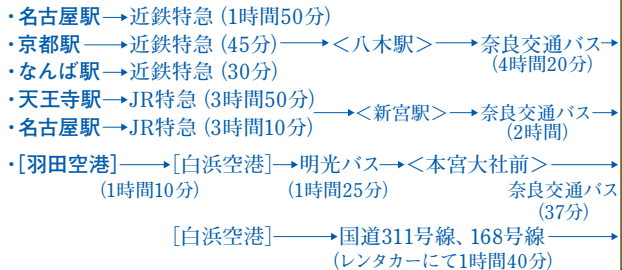 ・名古屋駅→近鉄特急 (1時間50分)
・京都駅→近鉄特急 (45分)→<八木駅>→奈良交通バス→
(4時間20分)
・なんば駅→近鉄特急 (30分)
・天王寺駅→JR特急 (3時間50分)
→<新宮駅>→奈良交通バス→
(2時間)
・名古屋駅→JR特急 (3時間10分)
・[羽田空港]→[白浜空港]→明光バス→<本宮大社前>→
(1時間10分) (1時間25分) 奈良交通バス
(37分)
[白浜空港]→国道311号線、168号線→
(レンタカーにて1時間40分)